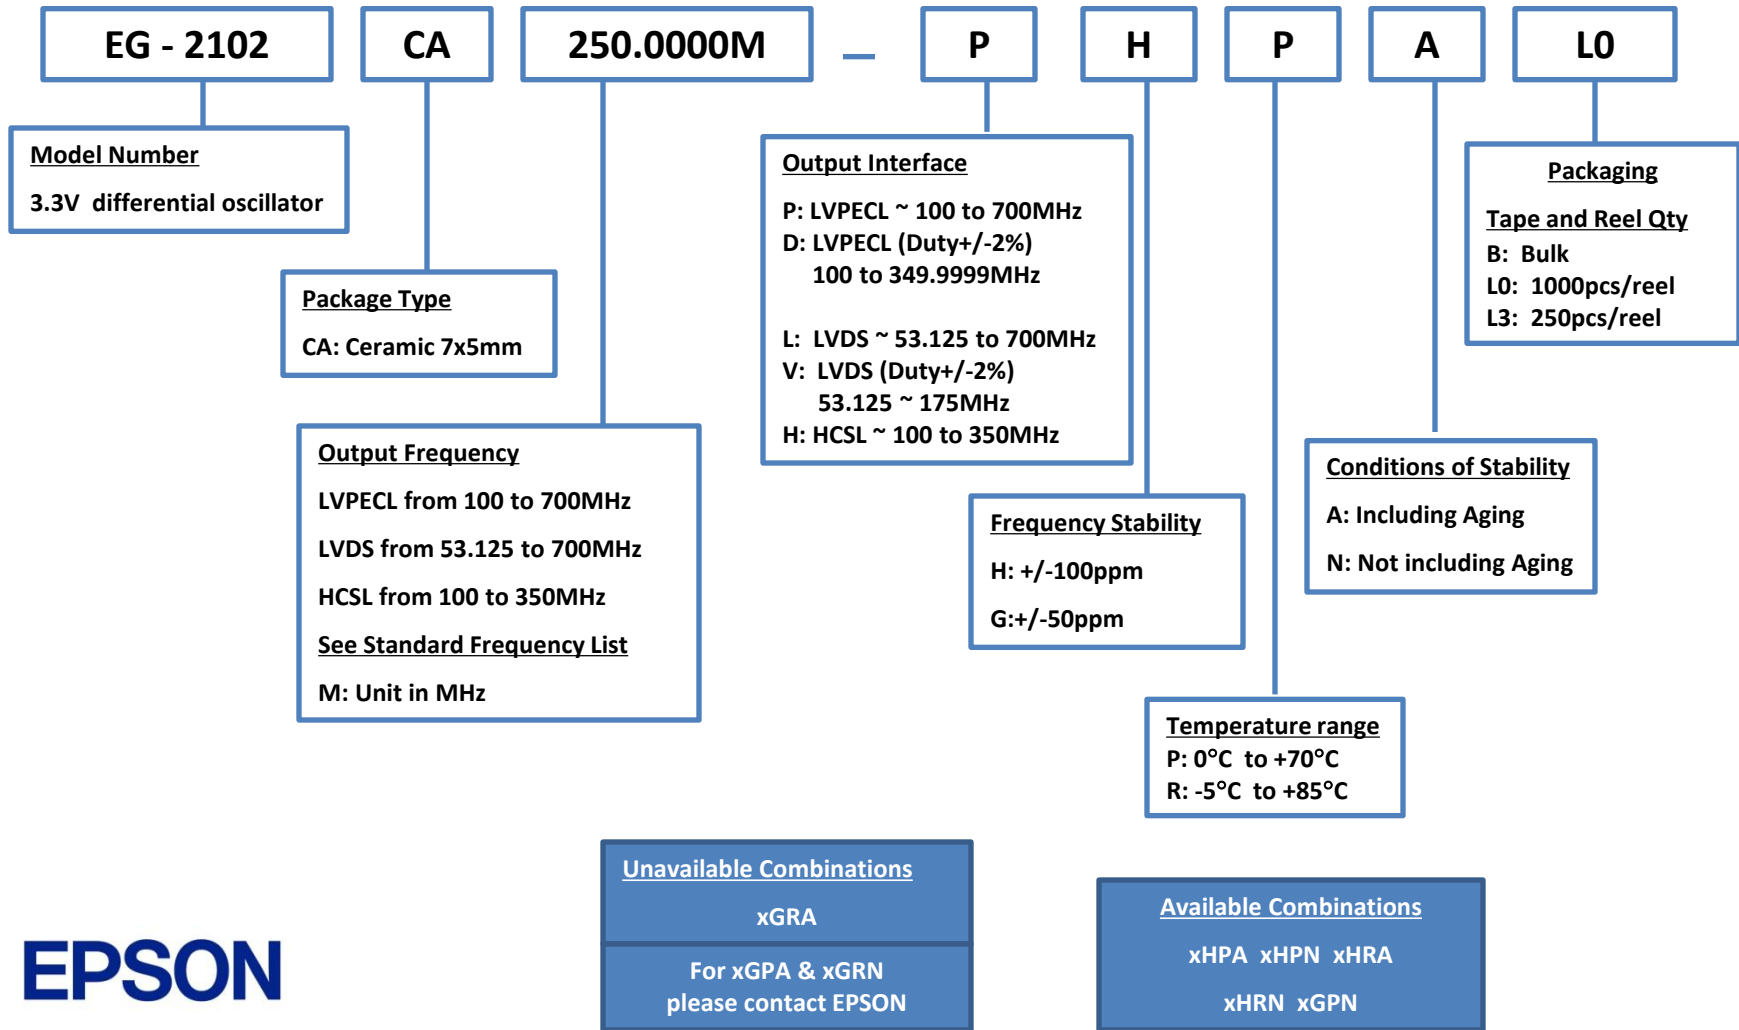 EG - 2102 CA 250.0000M _ P H P A L0
Model Number
3.3V differential oscillator
Package Type
CA: Ceramic 7x5mm
Output Frequency
LVPECL from 100 to 700MHz
LVDS from 53.125 to 700MHz
HCSL from 100 to 350MHz
See Standard Frequency List
M: Unit in MHz
Output Interface
P: LVPECL ~ 100 to 700MHz
D: LVPECL (Duty+/-2%)
100 to 349.9999MHz
L: LVDS ~ 53.125 to 700MHz
V: LVDS (Duty+/-2%)
53.125 ~ 175MHz
H: HCSL ~ 100 to 350MHz
Frequency Stability
H: +/-100ppm
G:+/-50ppm
Temperature range
P: 0°C to +70°C
R: -5°C to +85°C
Conditions of Stability
A: Including Aging
N: Not including Aging
Packaging
Tape and Reel Qty
B: Bulk
L0: 1000pcs/reel
L3: 250pcs/reel
Unavailable Combinations
xGRA
For xGPA & xGRN
please contact EPSON
Available Combinations
xHPA xHPN xHRA
xHRN xGPN
EPSON